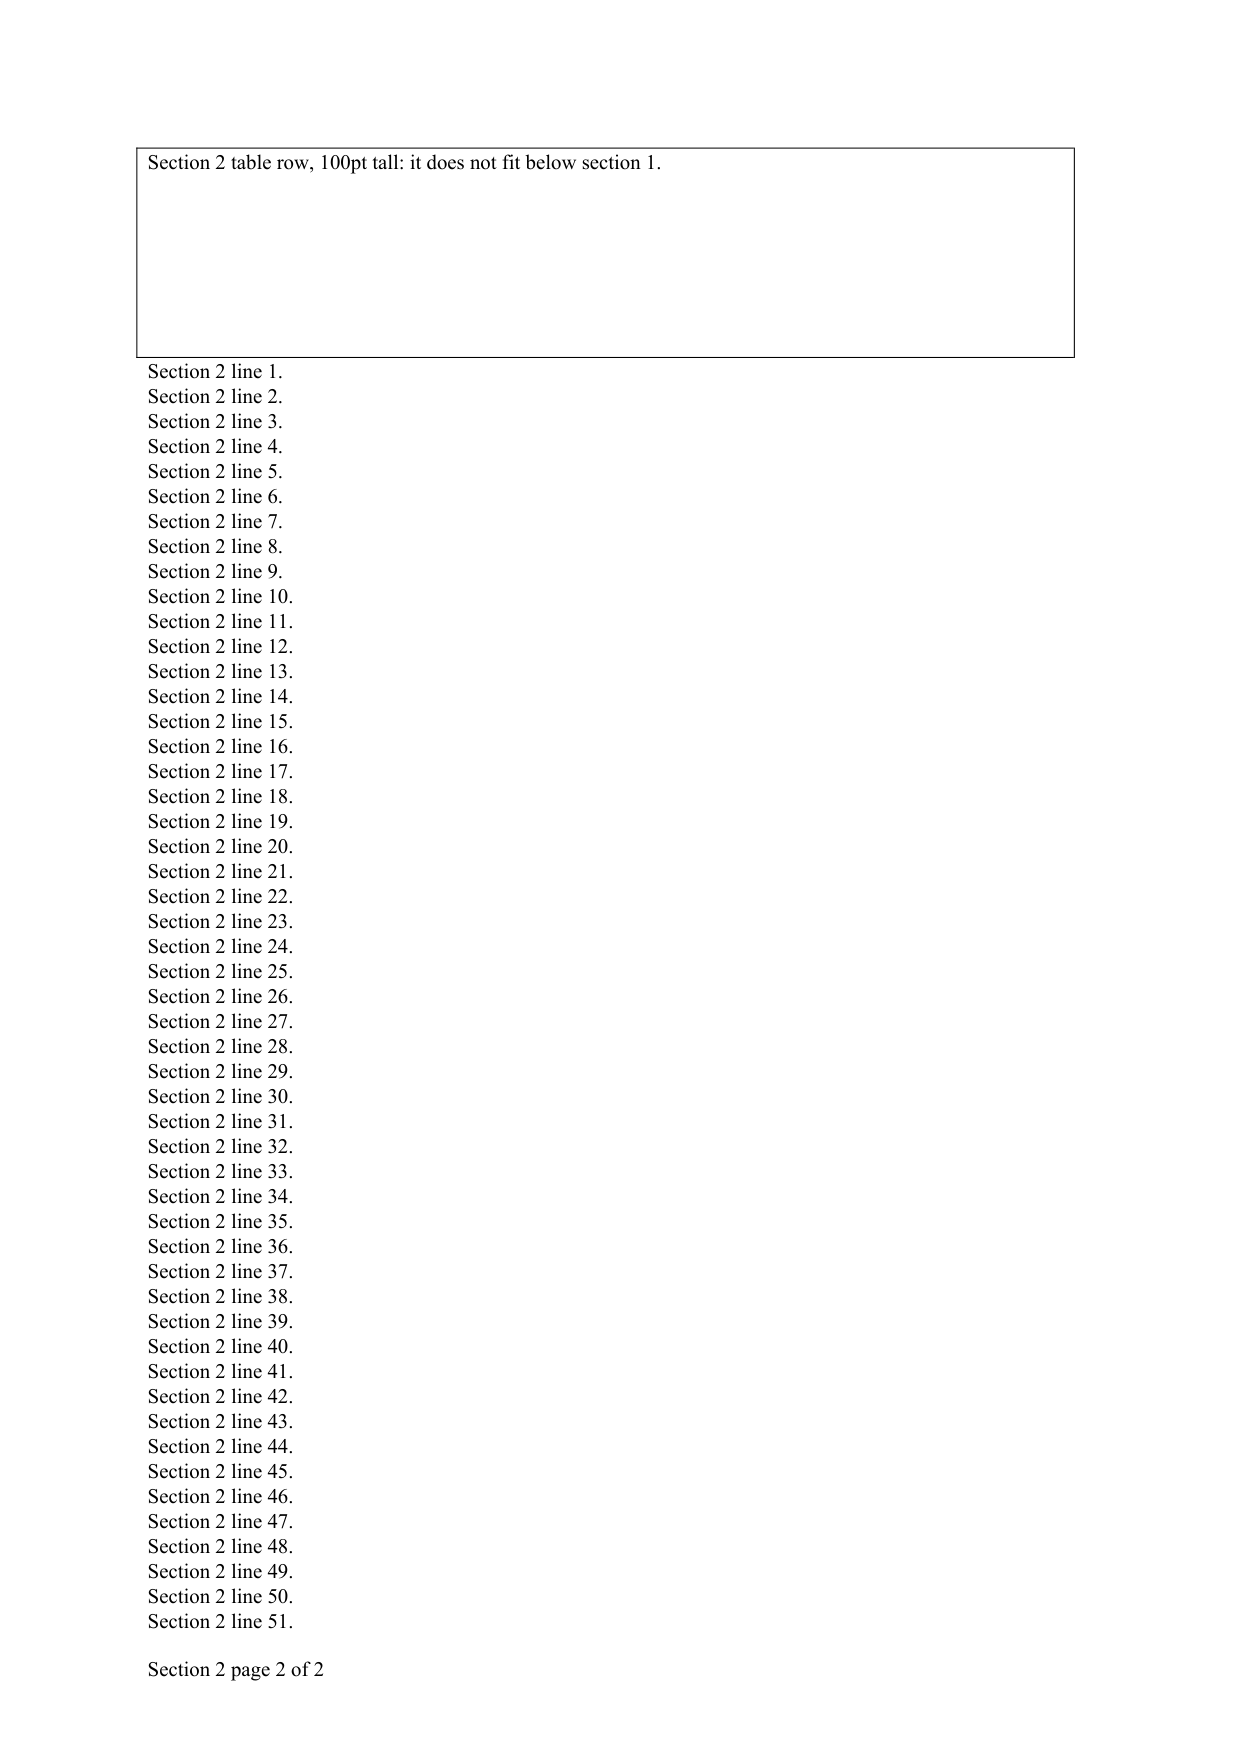 Section 2 table row, 100pt tall: it does not fit below section 1.
Section 2 line 1.
Section 2 line 2.
Section 2 line 3.
Section 2 line 4.
Section 2 line 5.
Section 2 line 6.
Section 2 line 7.
Section 2 line 8.
Section 2 line 9.
Section 2 line 10.
Section 2 line 11.
Section 2 line 12.
Section 2 line 13.
Section 2 line 14.
Section 2 line 15.
Section 2 line 16.
Section 2 line 17.
Section 2 line 18.
Section 2 line 19.
Section 2 line 20.
Section 2 line 21.
Section 2 line 22.
Section 2 line 23.
Section 2 line 24.
Section 2 line 25.
Section 2 line 26.
Section 2 line 27.
Section 2 line 28.
Section 2 line 29.
Section 2 line 30.
Section 2 line 31.
Section 2 line 32.
Section 2 line 33.
Section 2 line 34.
Section 2 line 35.
Section 2 line 36.
Section 2 line 37.
Section 2 line 38.
Section 2 line 39.
Section 2 line 40.
Section 2 line 41.
Section 2 line 42.
Section 2 line 43.
Section 2 line 44.
Section 2 line 45.
Section 2 line 46.
Section 2 line 47.
Section 2 line 48.
Section 2 line 49.
Section 2 line 50.
Section 2 line 51.
Section 2 page 2 of 2